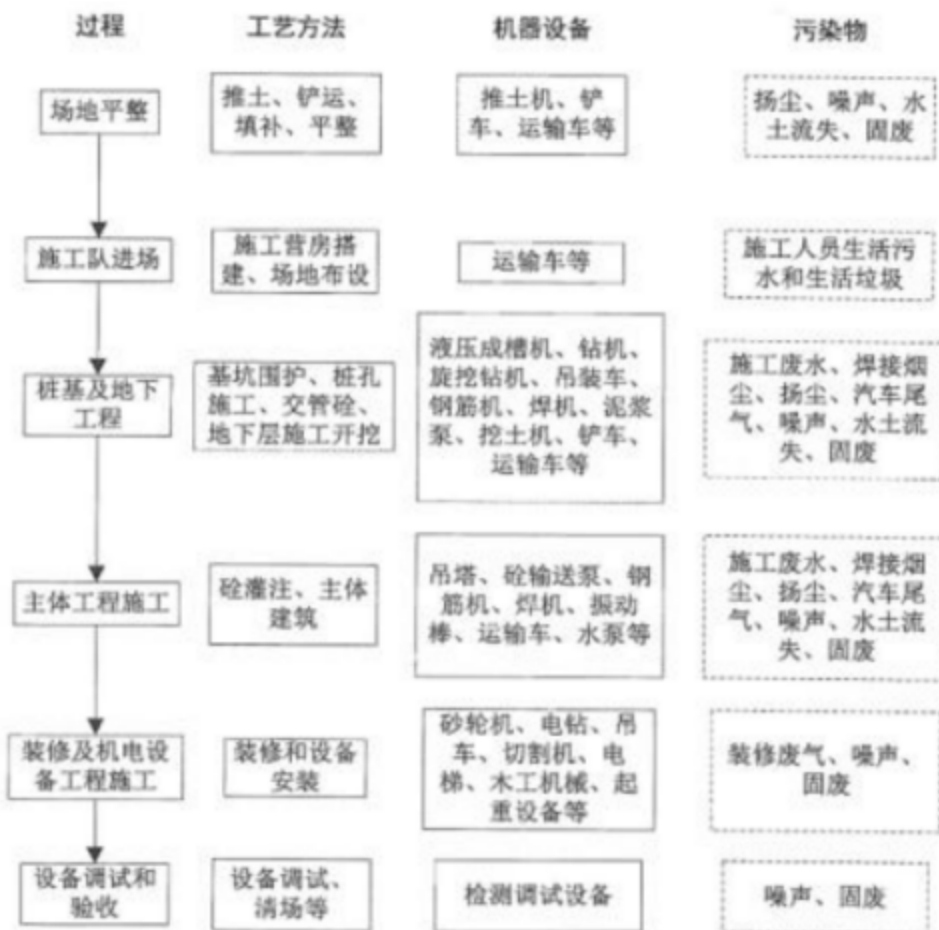 过程 工艺方法 机器设备 污染物
场地平整
推土、铲运、
填补、平整
推土机、铲
车、运输车等
扬尘、噪声、水
土流失、固废
施工队进场
施工营房搭
建、场地布设
运输车等
施工人员生活污
水和生活垃圾
桩基及地下
工程
基坑围护、桩孔
施工、交管砼、
地下层施工开挖
液压成槽机、钻机、
旋挖钻机、吊装车、
钢筋机、焊机、泥浆
泵、挖土机、铲车、
运输车等
施工废水、焊接烟
尘、扬尘、汽车尾
气、噪声、水土流
失、固废
主体工程施工
砼灌注、主体
建筑
吊塔、砼输送泵、钢
筋机、焊机、振动
棒、运输车、水泵等
施工废水、焊接烟
尘、扬尘、汽车尾
气、噪声、水土流
失、固废
装修及机电设
备工程施工
装修和设备
安装
砂轮机、电钻、吊
车、切割机、电
梯、木工机械、起
重设备等
装修废气、噪声、
固废
设备调试和
验收
设备调试、
清场等
检测调试设备
噪声、固废